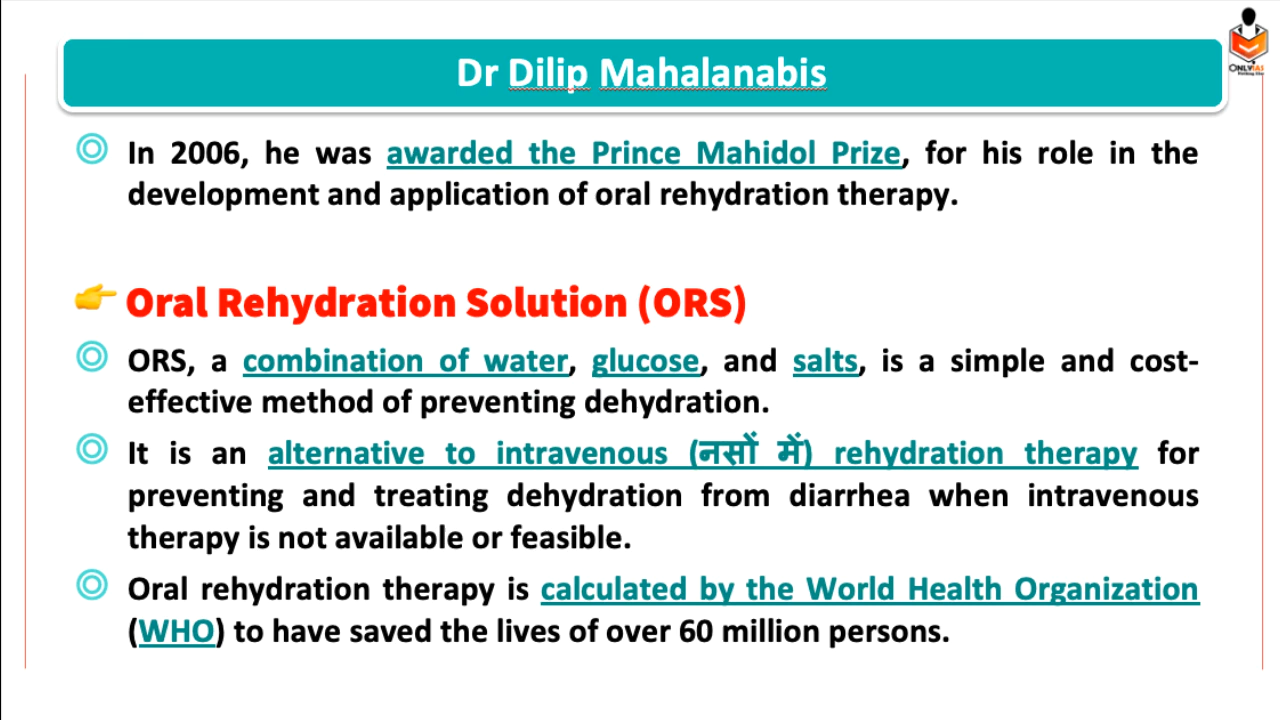 Dr Dilip Mahalanabis
ONLYIAS
In 2006, he was awarded the Prince Mahidol Prize, for his role in the
development and application of oral rehydration therapy.
Oral Rehydration Solution (ORS)
ORS, a combination of water, glucose, and salts, is a simple and cost-
effective method of preventing dehydration.
It is an alternative to intravenous (नसों में) rehydration therapy for
preventing and treating dehydration from diarrhea when intravenous
therapy is not available or feasible.
Oral rehydration therapy is calculated by the World Health Organization
(WHO) to have saved the lives of over 60 million persons.